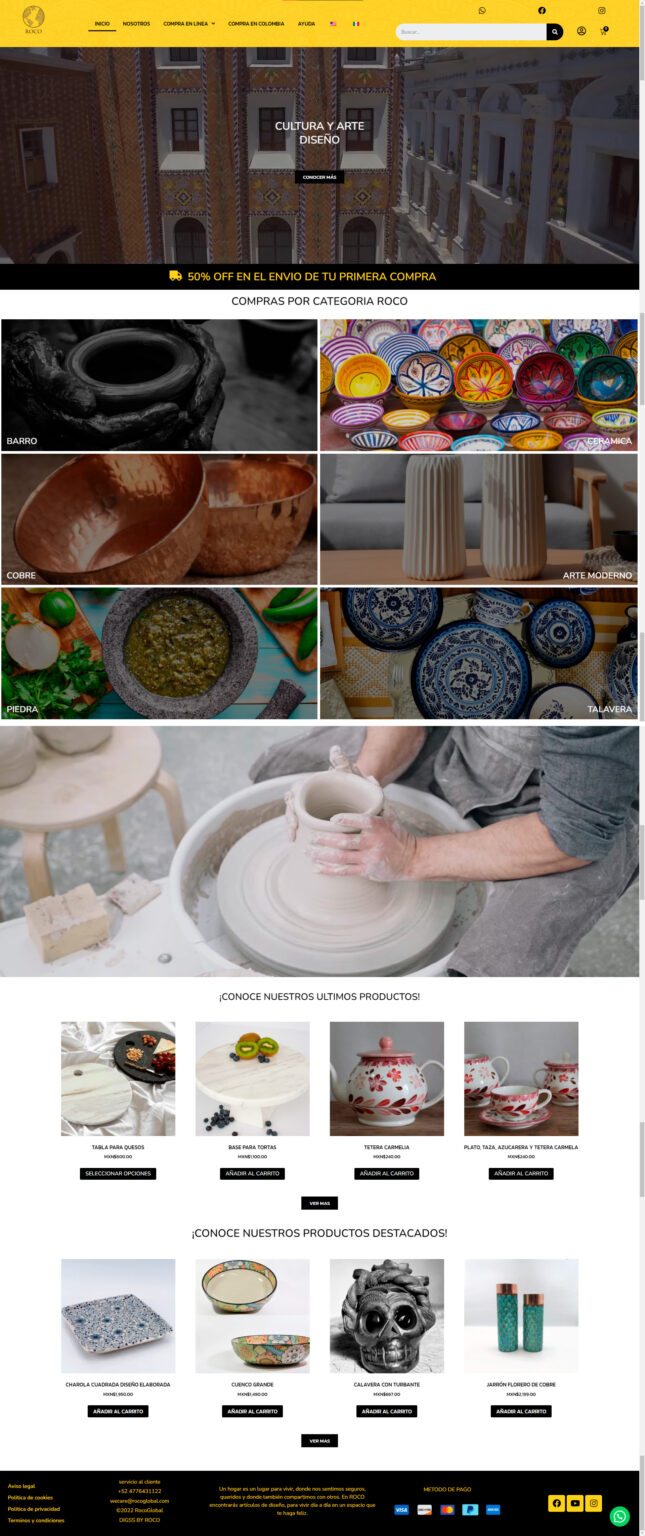 ROCO
INICIO
NOSOTROS
COMPRA EN LINEA
COMPRA EN COLOMBIA
AYUDA
Buscar...
0
CULTURA Y ARTE
DISEÑO
CONOCER MÁS
50% OFF EN EL ENVIO DE TU PRIMERA COMPRA
COMPRAS POR CATEGORIA ROCO
BARRO
CERAMICA
COBRE
ARTE MODERNO
PIEDRA
TALAVERA
¡CONOCE NUESTROS ULTIMOS PRODUCTOS!
TABLA PARA QUESOS
MXN$600.00
SELECCIONAR OPCIONES
BASE PARA TORTAS
MXN$1,100.00
AÑADIR AL CARRITO
TETERA CARMELIA
MXN$240.00
AÑADIR AL CARRITO
PLATO, TAZA, AZUCARERA Y TETERA CARMELA
MXN$240.00
AÑADIR AL CARRITO
VER MAS
¡CONOCE NUESTROS PRODUCTOS DESTACADOS!
CHAROLA CUADRADA DISEÑO ELABORADA
MXN$1,950.00
AÑADIR AL CARRITO
CUENCO GRANDE
MXN$1,490.00
AÑADIR AL CARRITO
CALAVERA CON TURBANTE
MXN$667.00
AÑADIR AL CARRITO
JARRÓN FLORERO DE COBRE
MXN$2,199.00
AÑADIR AL CARRITO
VER MAS
Aviso legal
Politica de cookies
Politica de privacidad
Terminos y condiciones
servicio al cliente
+52 4776431122
wecare@rocoglobal.com
©2022 RocoGlobal
DIGSS BY ROCO
Un hogar es un lugar para vivir, donde nos sentimos seguros,
queridos y donde también compartimos con otros. En ROCO
encontrarás artículos de diseño, para vivir día a día en un espacio que
te haga feliz.
METODO DE PAGO
VISA